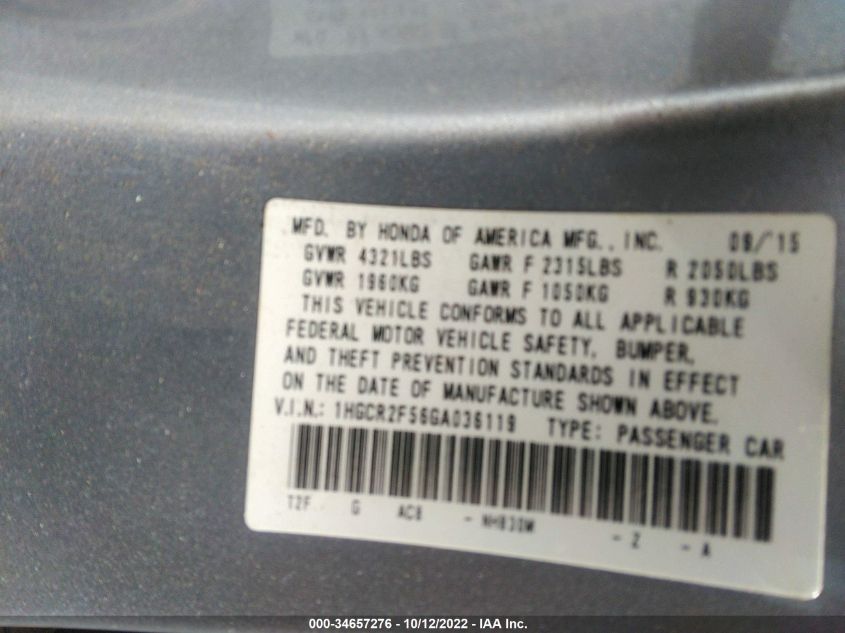 MFD. BY HONDA OF AMERICA MFG., INC. 09/15
GVWR 4321LBS GAWR F 2315LBS R 2050LBS
GVWR 1960KG GAWR F 1050KG R 930KG
THIS VEHICLE CONFORMS TO ALL APPLICABLE
FEDERAL MOTOR VEHICLE SAFETY, BUMPER,
AND THEFT PREVENTION STANDARDS IN EFFECT
ON THE DATE OF MANUFACTURE SHOWN ABOVE.
V.I.N.: 1HGCR2F56GA036119 TYPE: PASSENGER CAR
T2F G AC8 - NH830M - Z - A
000-34657276 - 10/12/2022 - IAA Inc.